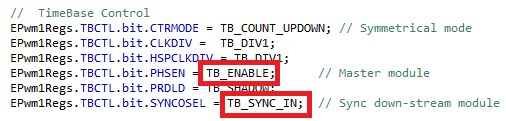 //  TimeBase Control
EPwm1Regs.TBCTL.bit.CTRMODE = TB_COUNT_UPDOWN; // Symmetrical mode
EPwm1Regs.TBCTL.bit.CLKDIV =  TB_DIV1;
EPwm1Regs.TBCTL.bit.HSPCLKDIV = TB_DIV1;
EPwm1Regs.TBCTL.bit.PHSEN = TB_ENABLE;      // Master module
EPwm1Regs.TBCTL.bit.PRDLD = TB_SHADOW;
EPwm1Regs.TBCTL.bit.SYNCOSEL = TB_SYNC_IN;  // Sync down-stream module